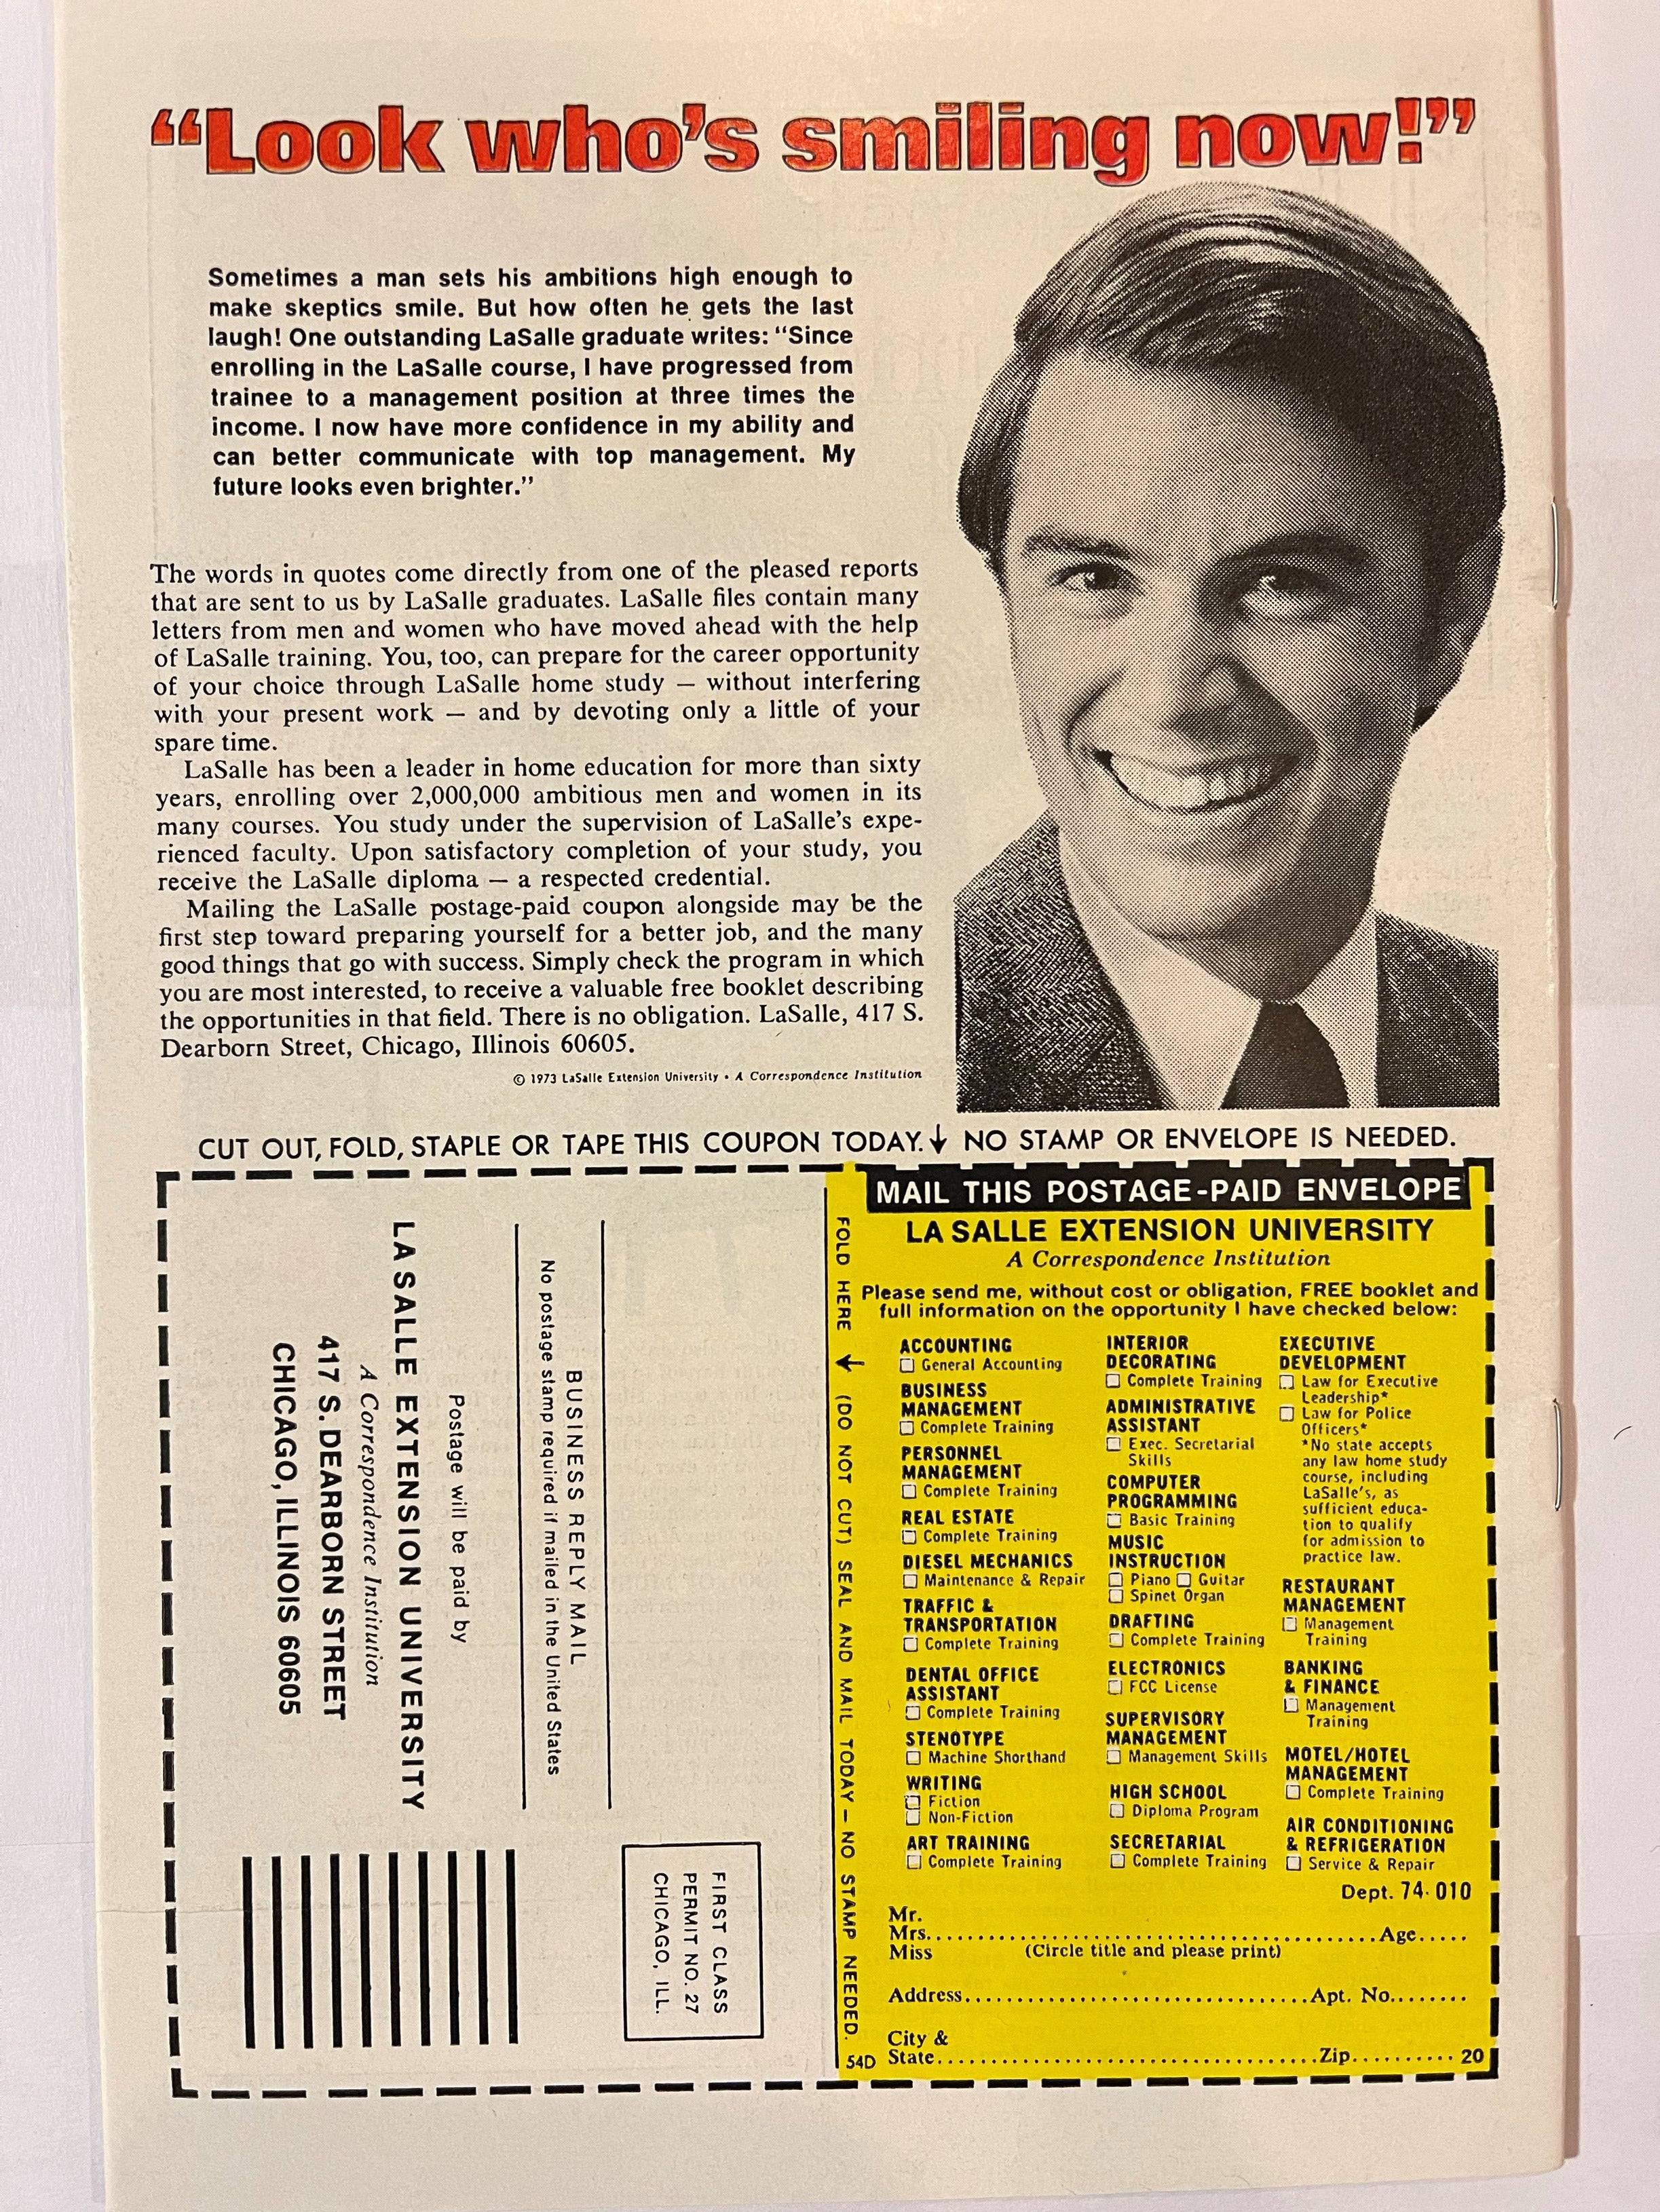 “Look who’s smiling now!”
Sometimes a man sets his ambitions high enough to
make skeptics smile. But how often he gets the last
laugh! One outstanding LaSalle graduate writes: “Since
enrolling in the LaSalle course, I have progressed from
trainee to a management position at three times the
income. I now have more confidence in my ability and
can better communicate with top management. My
future looks even brighter.”
The words in quotes come directly from one of the pleased reports
that are sent to us by LaSalle graduates. LaSalle files contain many
letters from men and women who have moved ahead with the help
of LaSalle training. You, too, can prepare for the career opportunity
of your choice through LaSalle home study — without interfering
with your present work — and by devoting only a little of your
spare time.
LaSalle has been a leader in home education for more than sixty
years, enrolling over 2,000,000 ambitious men and women in its
many courses. You study under the supervision of LaSalle’s expe-
rienced faculty. Upon satisfactory completion of your study, you
receive the LaSalle diploma — a respected credential.
Mailing the LaSalle postage-paid coupon alongside may be the
first step toward preparing yourself for a better job, and the many
good things that go with success. Simply check the program in which
you are most interested, to receive a valuable free booklet describing
the opportunities in that field. There is no obligation. LaSalle, 417 S.
Dearborn Street, Chicago, Illinois 60605.
© 1973 LaSalle Extension University • A Correspondence Institution
CUT OUT, FOLD, STAPLE OR TAPE THIS COUPON TODAY. ↓ NO STAMP OR ENVELOPE IS NEEDED.
FIRST CLASS
PERMIT NO. 27
CHICAGO, ILL.
BUSINESS REPLY MAIL
No postage stamp required if mailed in the United States
Postage will be paid by
LA SALLE EXTENSION UNIVERSITY
A Correspondence Institution
417 S. DEARBORN STREET
CHICAGO, ILLINOIS 60605
FOLD HERE ↓ (DO NOT CUT) SEAL AND MAIL TODAY — NO STAMP NEEDED.
MAIL THIS POSTAGE-PAID ENVELOPE
LA SALLE EXTENSION UNIVERSITY
A Correspondence Institution
Please send me, without cost or obligation, FREE booklet and
full information on the opportunity I have checked below:
ACCOUNTING
☐ General Accounting
BUSINESS
MANAGEMENT
☐ Complete Training
PERSONNEL
MANAGEMENT
☐ Complete Training
REAL ESTATE
☐ Complete Training
DIESEL MECHANICS
☐ Maintenance & Repair
TRAFFIC &
TRANSPORTATION
☐ Complete Training
DENTAL OFFICE
ASSISTANT
☐ Complete Training
STENOTYPE
☐ Machine Shorthand
WRITING
☐ Fiction
☐ Non-Fiction
ART TRAINING
☐ Complete Training
INTERIOR
DECORATING
☐ Complete Training
ADMINISTRATIVE
ASSISTANT
☐ Exec. Secretarial
Skills
COMPUTER
PROGRAMMING
☐ Basic Training
MUSIC
INSTRUCTION
☐ Piano ☐ Guitar
☐ Spinet Organ
DRAFTING
☐ Complete Training
ELECTRONICS
☐ FCC License
SUPERVISORY
MANAGEMENT
☐ Management Skills
HIGH SCHOOL
☐ Diploma Program
SECRETARIAL
☐ Complete Training
EXECUTIVE
DEVELOPMENT
☐ Law for Executive
Leadership*
☐ Law for Police
Officers*
*No state accepts
any law home study
course, including
LaSalle’s, as
sufficient educa-
tion to qualify
for admission to
practice law.
RESTAURANT
MANAGEMENT
☐ Management
Training
BANKING
& FINANCE
☐ Management
Training
MOTEL/HOTEL
MANAGEMENT
☐ Complete Training
AIR CONDITIONING
& REFRIGERATION
☐ Service & Repair
Dept. 74-010
Mr.
Mrs. Age
Miss (Circle title and please print)
Address Apt. No.
City &
54D State Zip 20